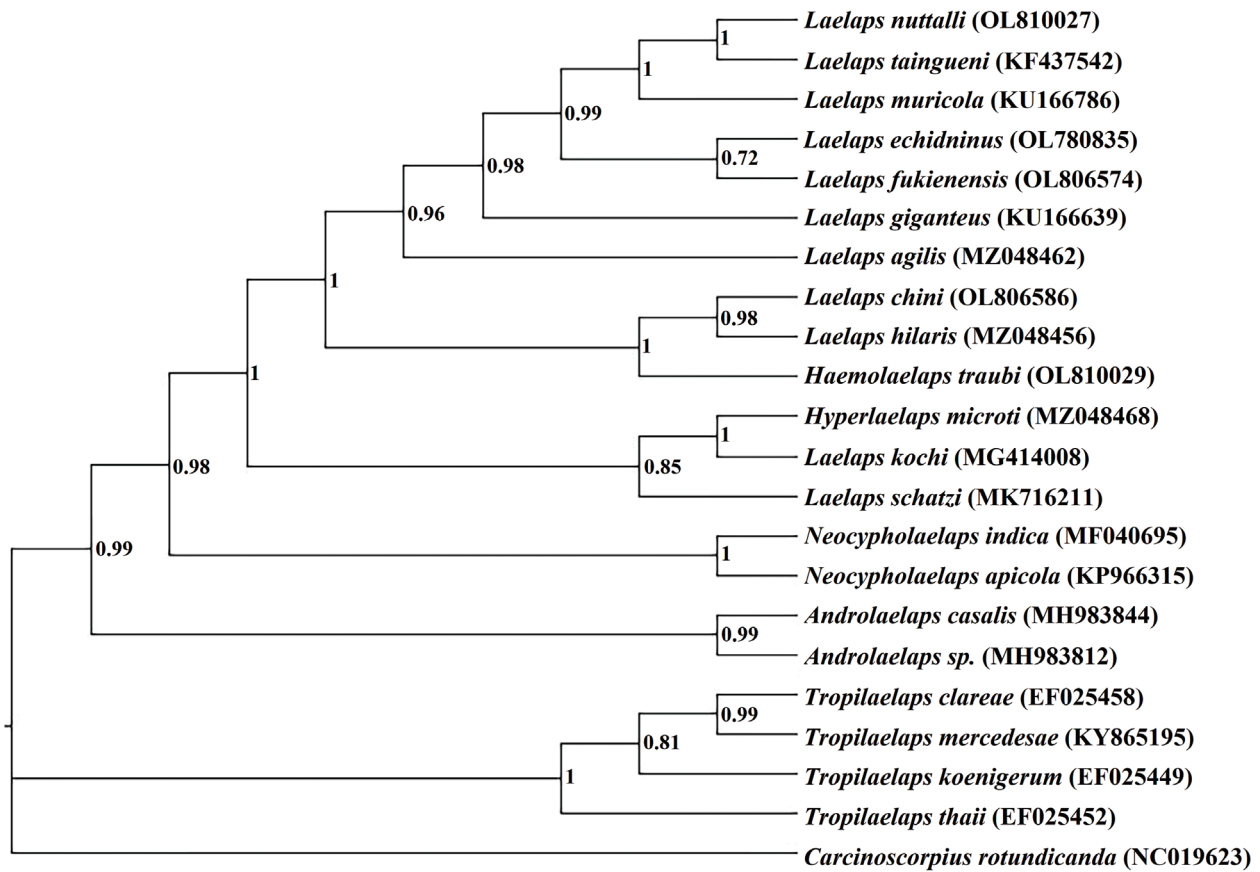 Laelaps nuttalli (OL810027)
1
Laelaps taingueni (KF437542)
1
Laelaps muricola (KU166786)
0.99
Laelaps echidninus (OL780835)
0.72
0.98
Laelaps fukienensis (OL806574)
0.96
Laelaps giganteus (KU166639)
Laelaps agilis (MZ048462)
1
Laelaps chini (OL806586)
0.98
Laelaps hilaris (MZ048456)
1
Haemolaelaps traubi (OL810029)
1
Hyperlaelaps microti (MZ048468)
1
Laelaps kochi (MG414008)
0.98
0.85
Laelaps schatzi (MK716211)
Neocypholaelaps indica (MF040695)
0.99
1
Neocypholaelaps apicola (KP966315)
Androlaelaps casalis (MH983844)
0.99
Androlaelaps sp. (MH983812)
Tropilaelaps clareae (EF025458)
0.99
Tropilaelaps mercedesae (KY865195)
0.81
Tropilaelaps koenigerum (EF025449)
1
Tropilaelaps thaii (EF025452)
Carcinoscorpius rotundicanda (NC019623)